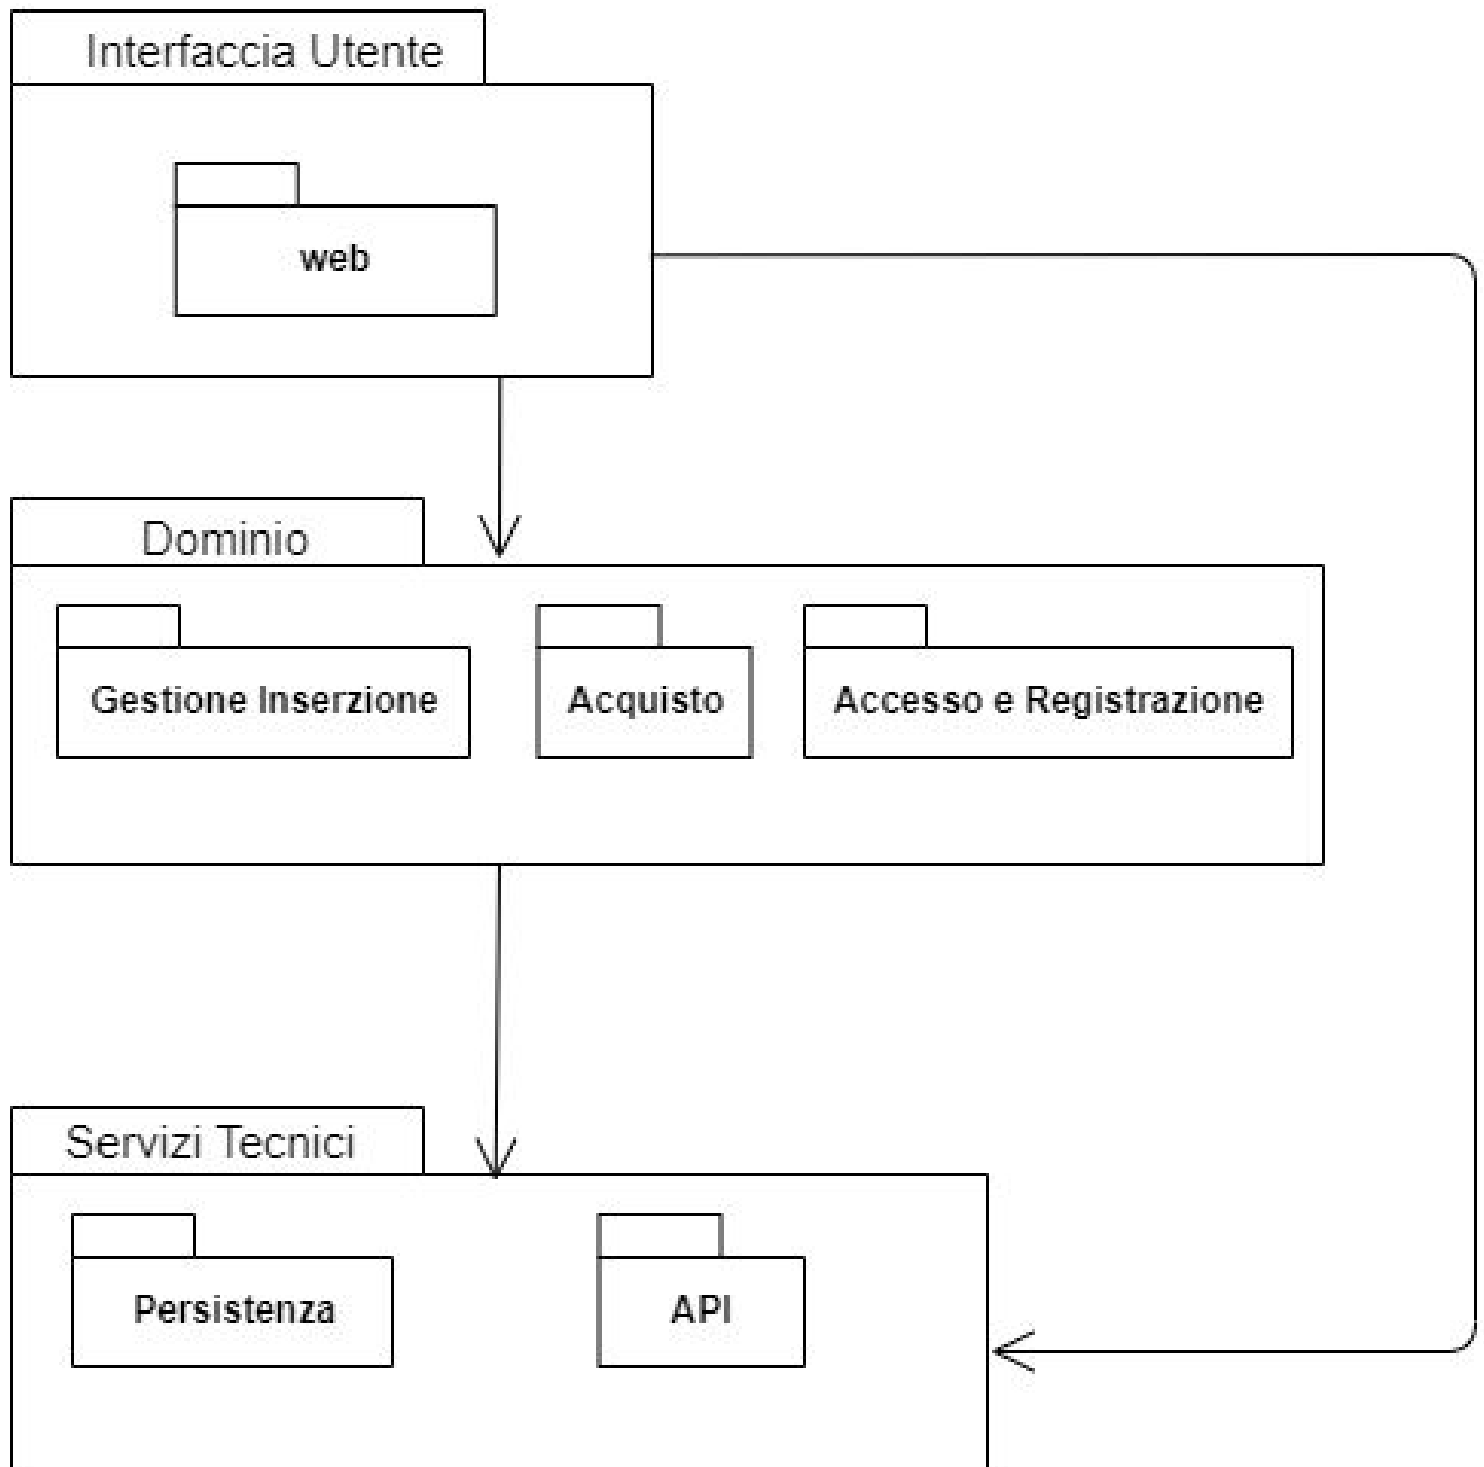 Interfaccia Utente
web
Dominio
Gestione Inserzione
Acquisto
Accesso e Registrazione
Servizi Tecnici
Persistenza
API